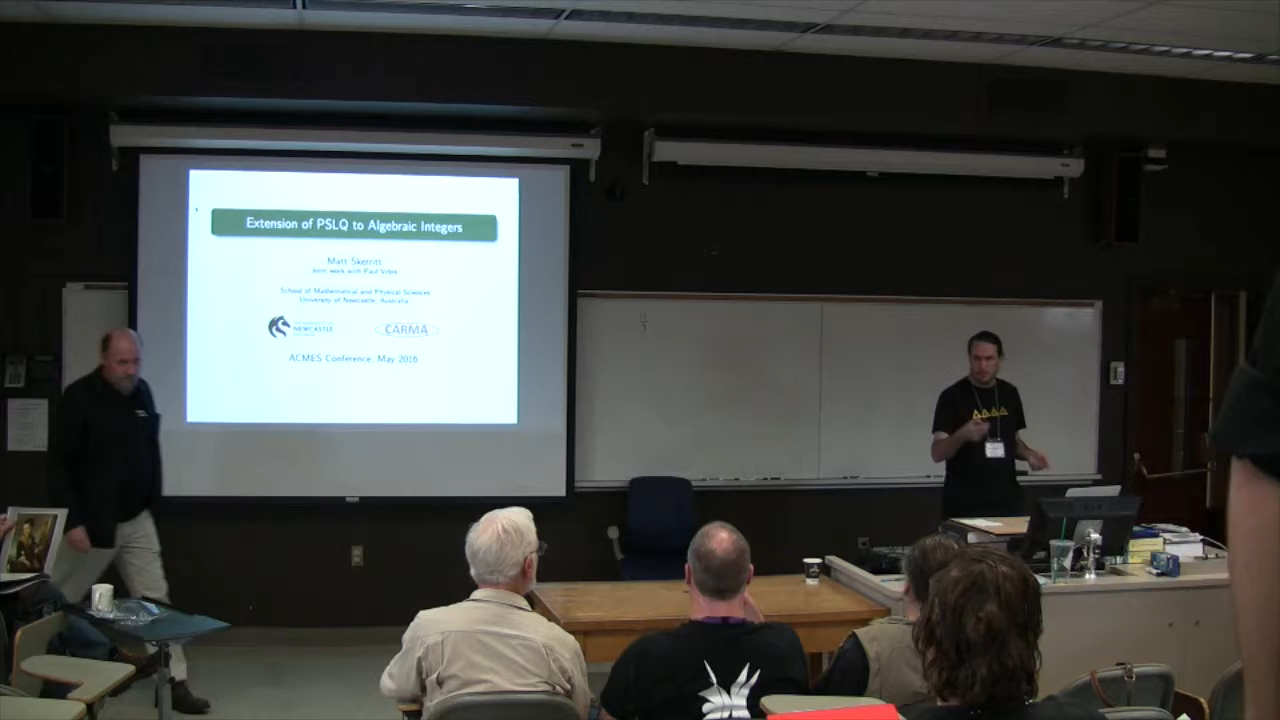 Extension of PSLQ to Algebraic Integers
Matt Skerritt
Joint work with Paul Vrbik
School of Mathematical and Physical Sciences
University of Newcastle, Australia
NEWCASTLE
CARMA
ACMES Conference, May 2016